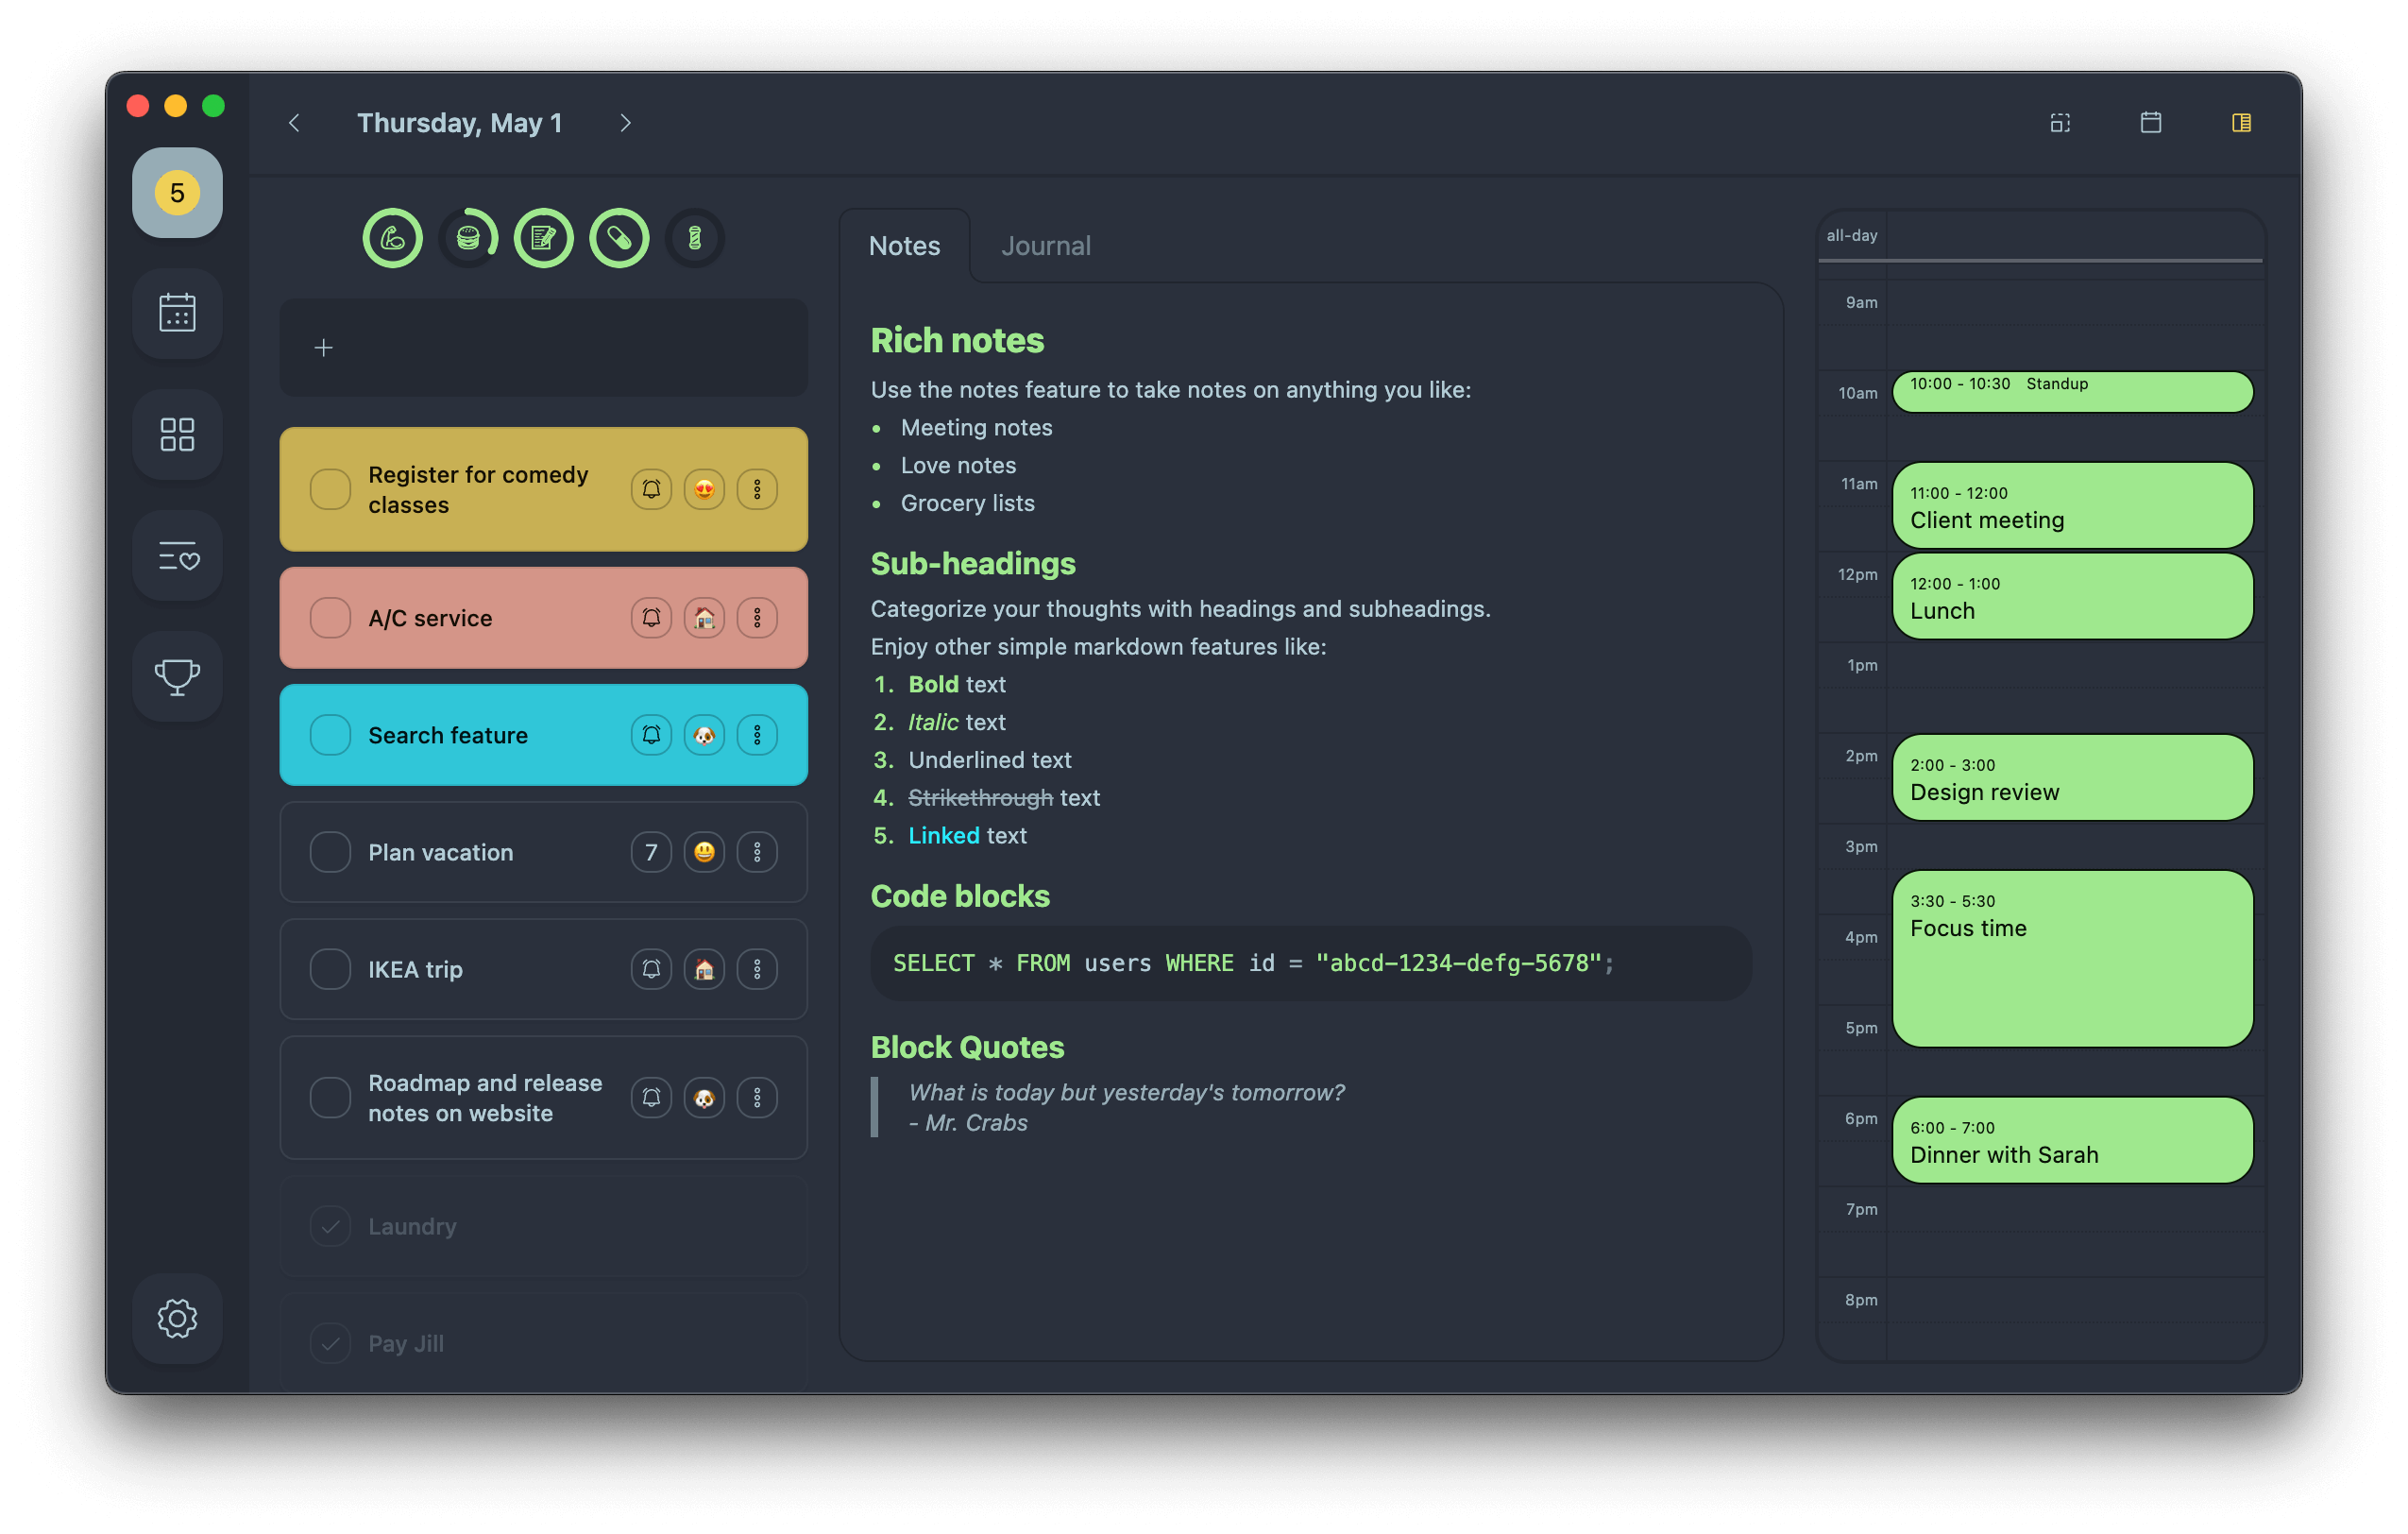 Thursday, May 1
5
Register for comedy
classes
A/C service
Search feature
Plan vacation
7
IKEA trip
Roadmap and release
notes on website
Laundry
Pay Jill
Notes
Journal
Rich notes
Use the notes feature to take notes on anything you like:
• Meeting notes
• Love notes
• Grocery lists
Sub-headings
Categorize your thoughts with headings and subheadings.
Enjoy other simple markdown features like:
1. Bold text
2. Italic text
3. Underlined text
4. Strikethrough text
5. Linked text
Code blocks
SELECT * FROM users WHERE id = "abcd-1234-defg-5678";
Block Quotes
What is today but yesterday's tomorrow?
- Mr. Crabs
all-day
9am
10am
10:00 - 10:30 Standup
11am
11:00 - 12:00
Client meeting
12pm
12:00 - 1:00
Lunch
1pm
2pm
2:00 - 3:00
Design review
3pm
3:30 - 5:30
Focus time
4pm
5pm
6pm
6:00 - 7:00
Dinner with Sarah
7pm
8pm